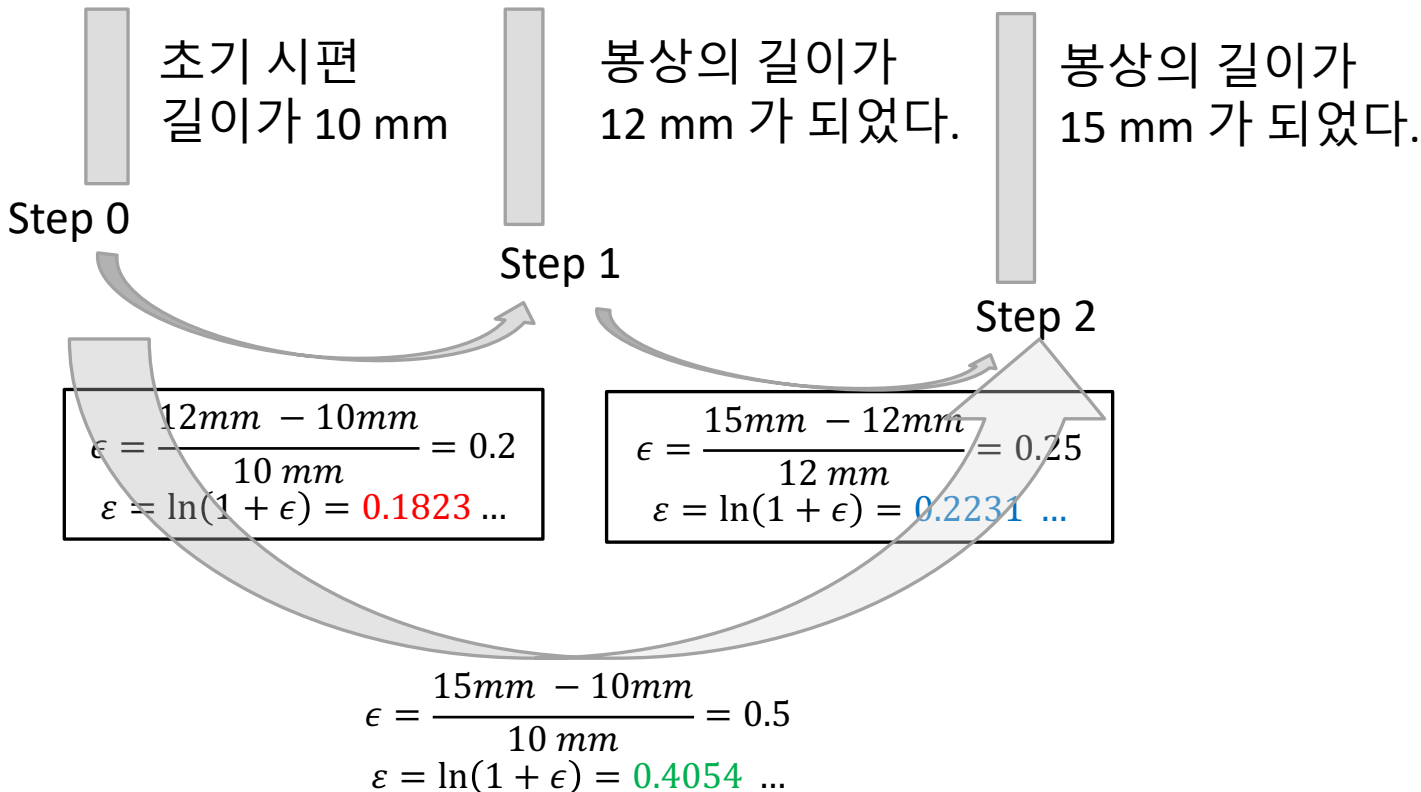 초기 시편
길이가 10 mm
Step 0
봉상의 길이가
12 mm 가 되었다.
Step 1
봉상의 길이가
15 mm 가 되었다.
Step 2
𝜖 = (12mm − 10mm)/(10 mm) = 0.2
𝜀 = ln(1 + 𝜖) = 0.1823 ...
𝜖 = (15mm − 12mm)/(12 mm) = 0.25
𝜀 = ln(1 + 𝜖) = 0.2231 ...
𝜖 = (15mm − 10mm)/(10 mm) = 0.5
𝜀 = ln(1 + 𝜖) = 0.4054 ...